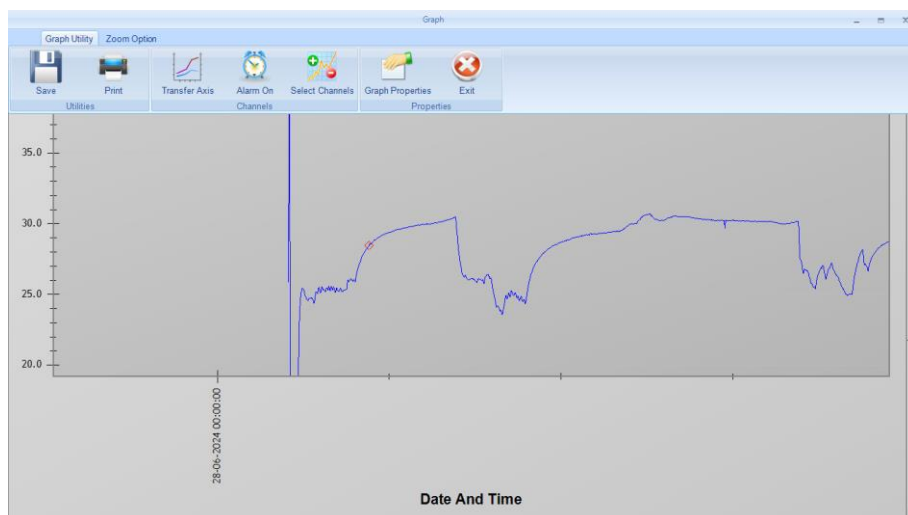 Graph
Graph Utility Zoom Option
Save Print Transfer Axis Alarm On Select Channels Graph Properties Exit
Utilities Channels Properties
35.0
30.0
25.0
20.0
28-06-2024 00:00:00
Date And Time